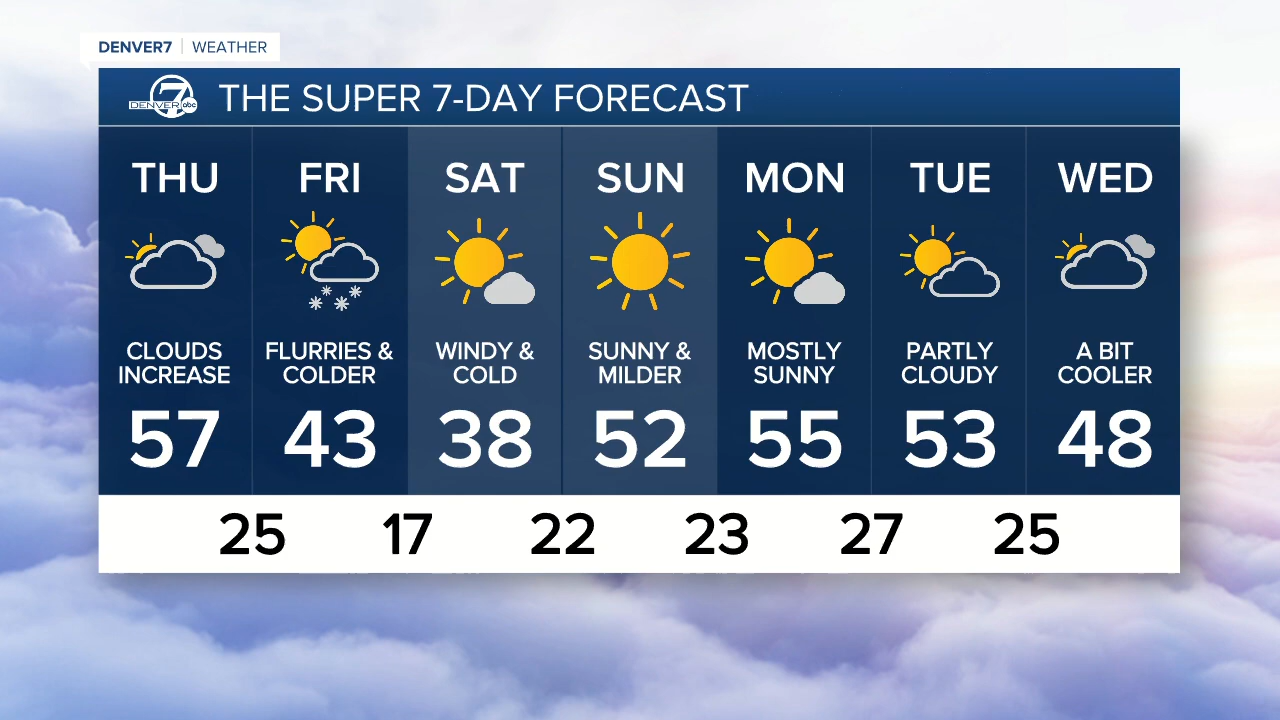 DENVER7 | WEATHER
DENVER 7 abc
THE SUPER 7-DAY FORECAST
THU FRI SAT SUN MON TUE WED
CLOUDS FLURRIES & WINDY & SUNNY & MOSTLY PARTLY A BIT
INCREASE COLDER COLD MILDER SUNNY CLOUDY COOLER
57 43 38 52 55 53 48
25 17 22 23 27 25